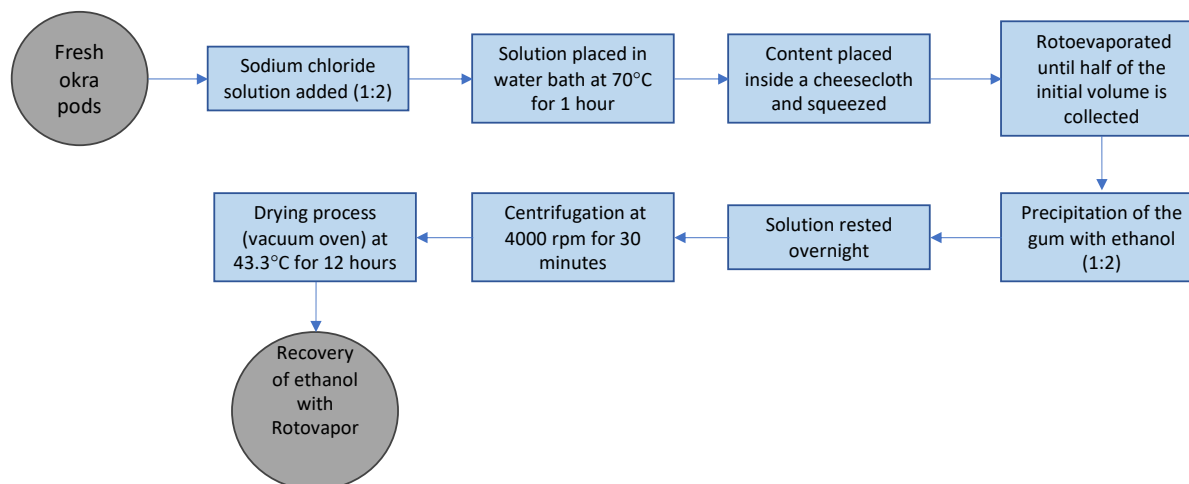 Fresh
okra
pods
Sodium chloride
solution added (1:2)
Solution placed in
water bath at 70°C
for 1 hour
Content placed
inside a cheesecloth
and squeezed
Rotoevaporated
until half of the
initial volume is
collected
Precipitation of the
gum with ethanol
(1:2)
Solution rested
overnight
Centrifugation at
4000 rpm for 30
minutes
Drying process
(vacuum oven) at
43.3°C for 12 hours
Recovery
of ethanol
with
Rotovapor